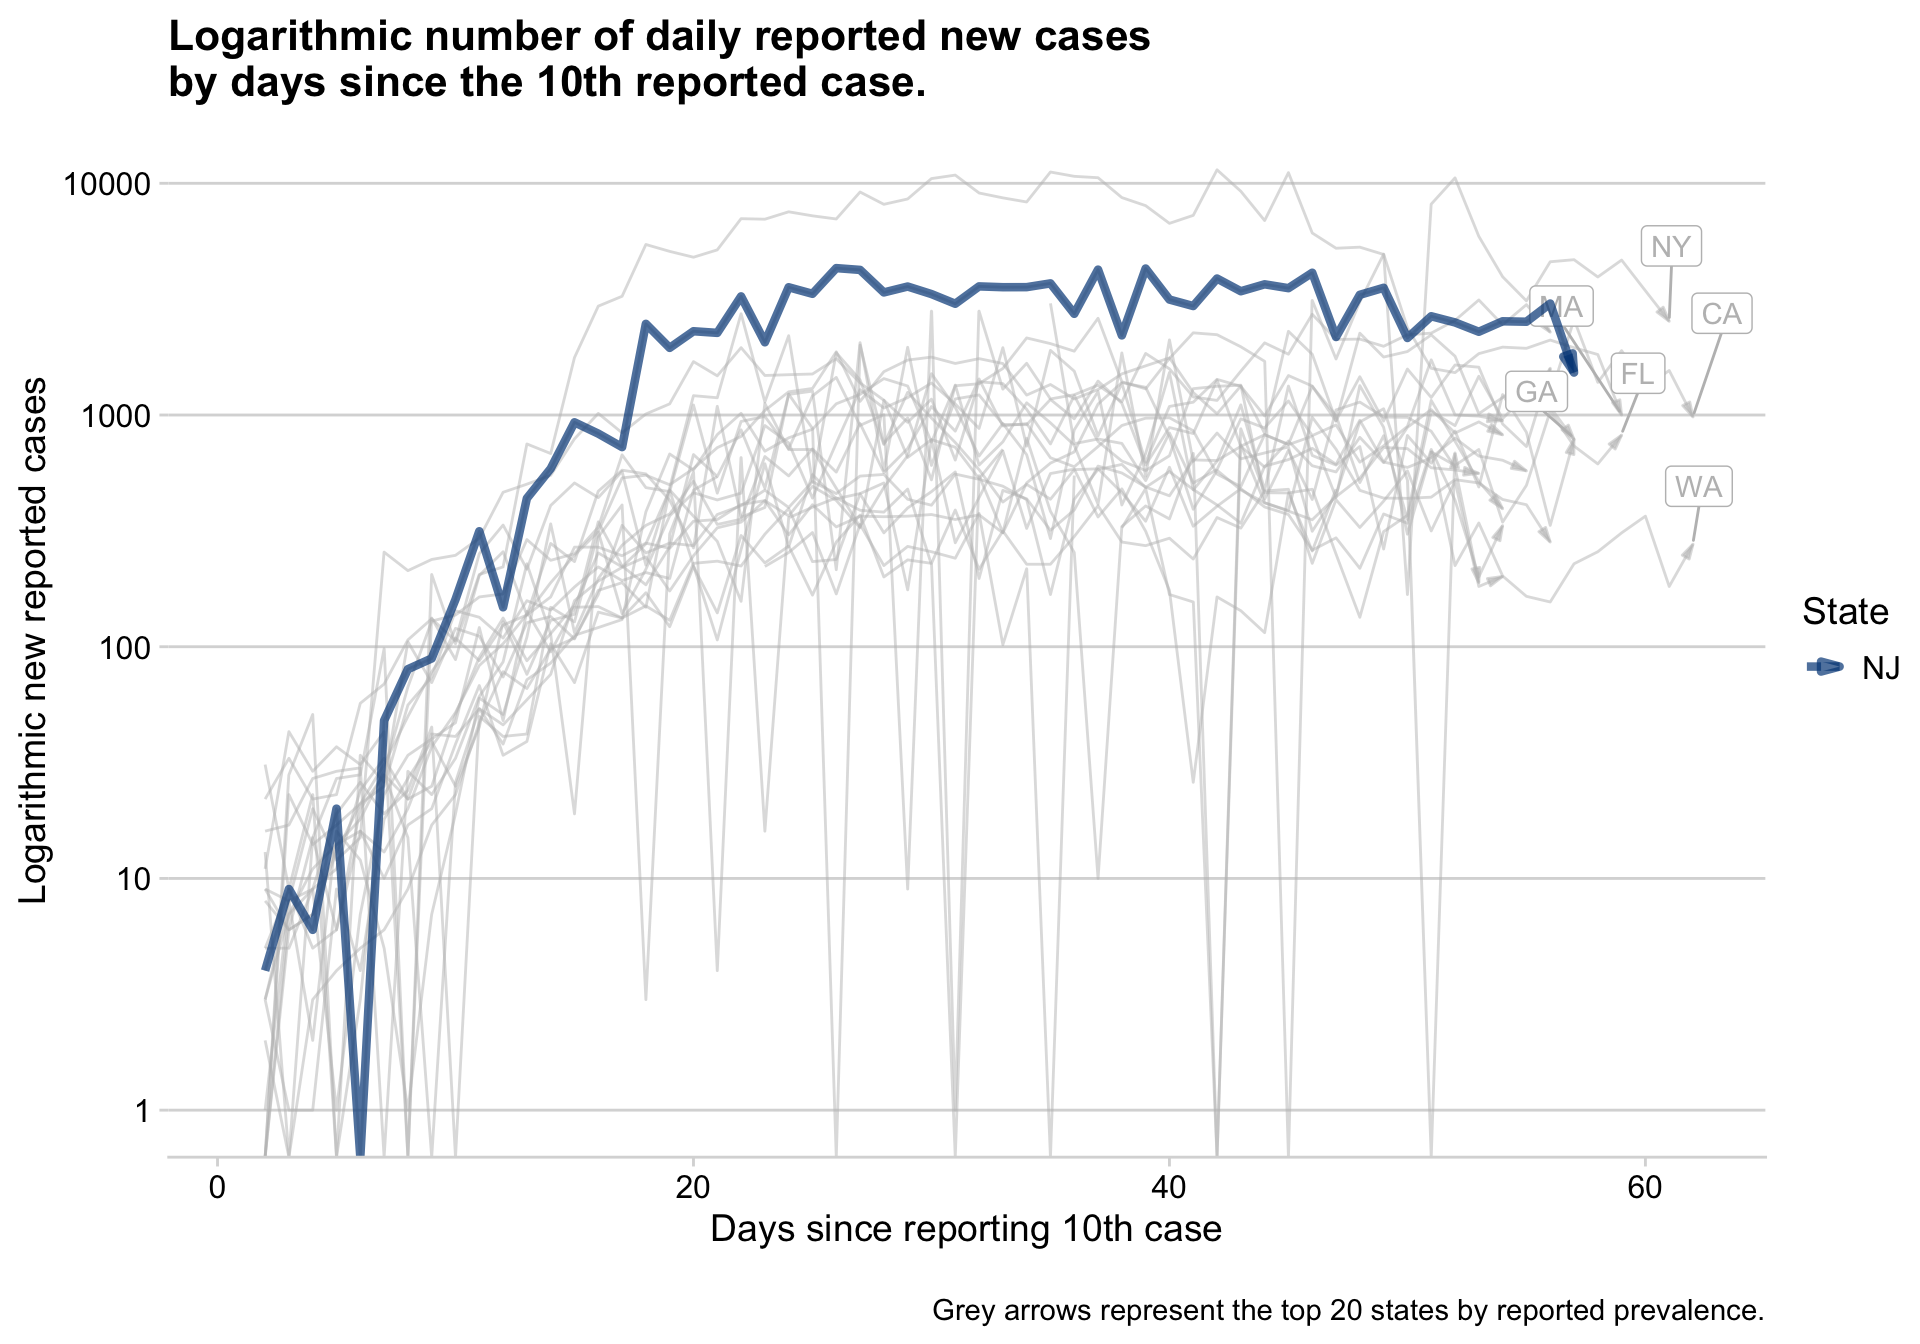 Logarithmic number of daily reported new cases
by days since the 10th reported case.
Logarithmic new reported cases
10000
1000
100
10
1
NY
MA
CA
FL
GA
WA
State
NJ
0
20
40
60
Days since reporting 10th case
Grey arrows represent the top 20 states by reported prevalence.